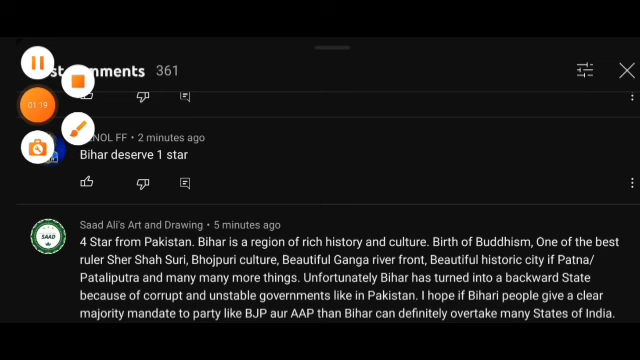 st comments 361
01:19
NOL FF • 2 minutes ago
Bihar deserve 1 star
SAAD
Saad Ali's Art and Drawing • 5 minutes ago
4 Star from Pakistan. Bihar is a region of rich history and culture. Birth of Buddhism, One of the best
ruler Sher Shah Suri, Bhojpuri culture, Beautiful Ganga river front, Beautiful historic city if Patna/
Pataliputra and many many more things. Unfortunately Bihar has turned into a backward State
because of corrupt and unstable governments like in Pakistan. I hope if Bihari people give a clear
majority mandate to party like BJP aur AAP than Bihar can definitely overtake many States of India.